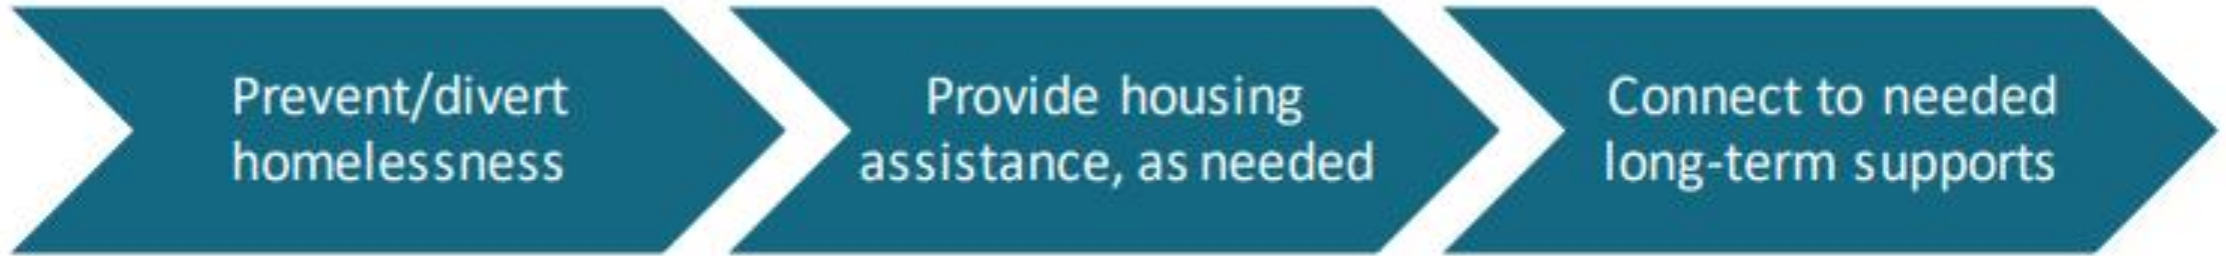 Prevent/divert
homelessness
Provide housing
assistance, as needed
Connect to needed
long-term supports